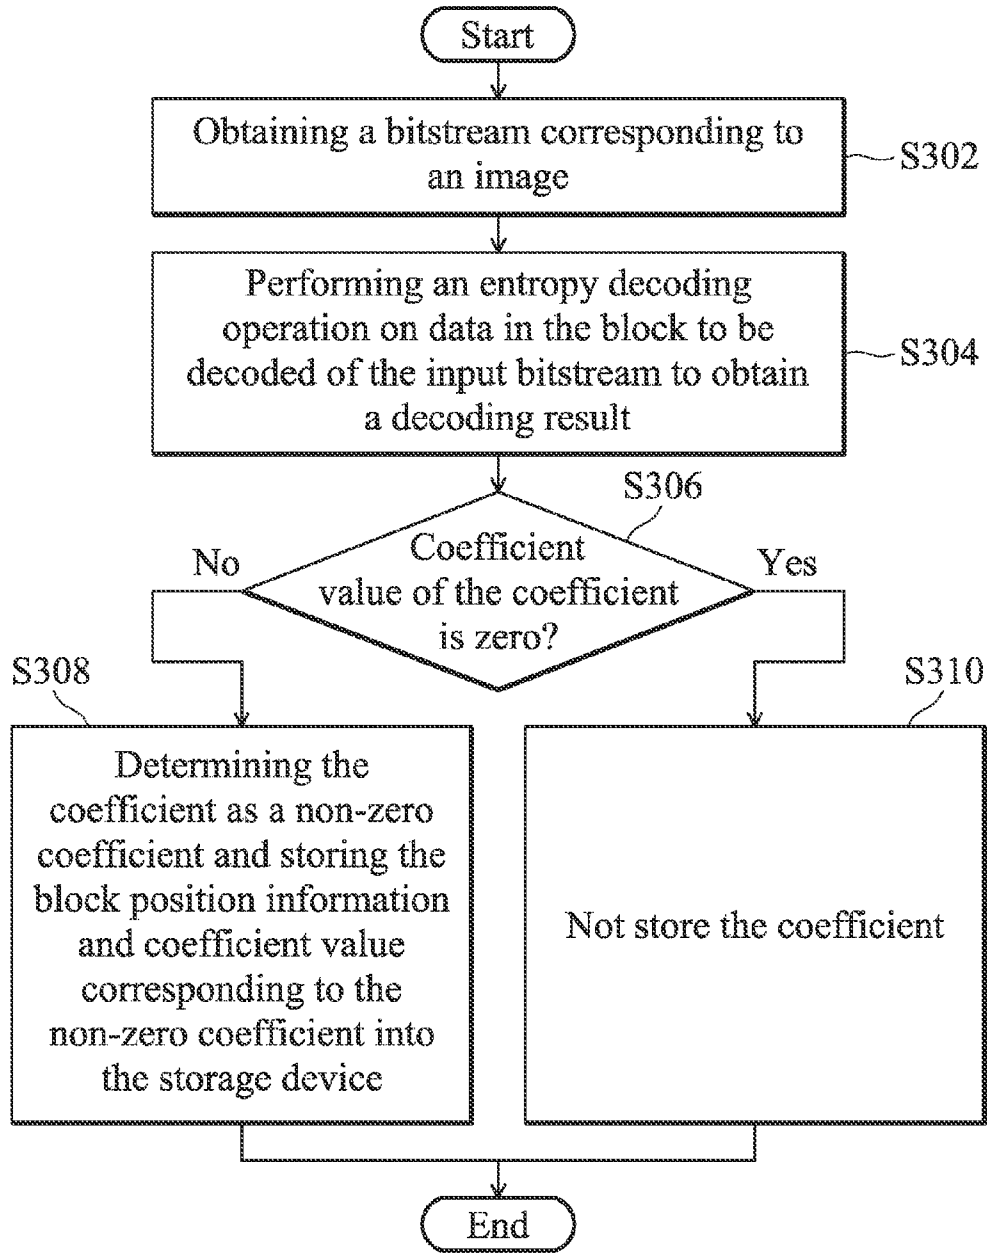 Start
Obtaining a bitstream corresponding to
an image
S302
Performing an entropy decoding
operation on data in the block to be
decoded of the input bitstream to obtain
a decoding result
S304
S306
Coefficient
value of the coefficient
is zero?
No
Yes
S308
Determining the
coefficient as a non-zero
coefficient and storing the
block position information
and coefficient value
corresponding to the
non-zero coefficient into
the storage device
S310
Not store the coefficient
End